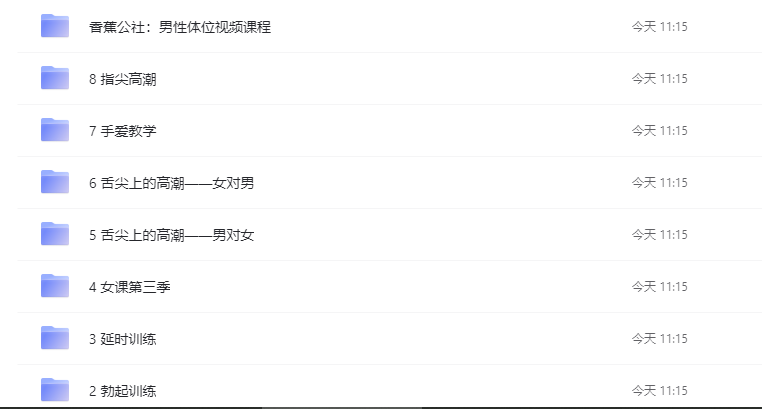 香蕉公社：男性体位视频课程 今天 11:15
8 指尖高潮 今天 11:15
7 手爱教学 今天 11:15
6 舌尖上的高潮——女对男 今天 11:15
5 舌尖上的高潮——男对女 今天 11:15
4 女课第三季 今天 11:15
3 延时训练 今天 11:15
2 勃起训练 今天 11:15